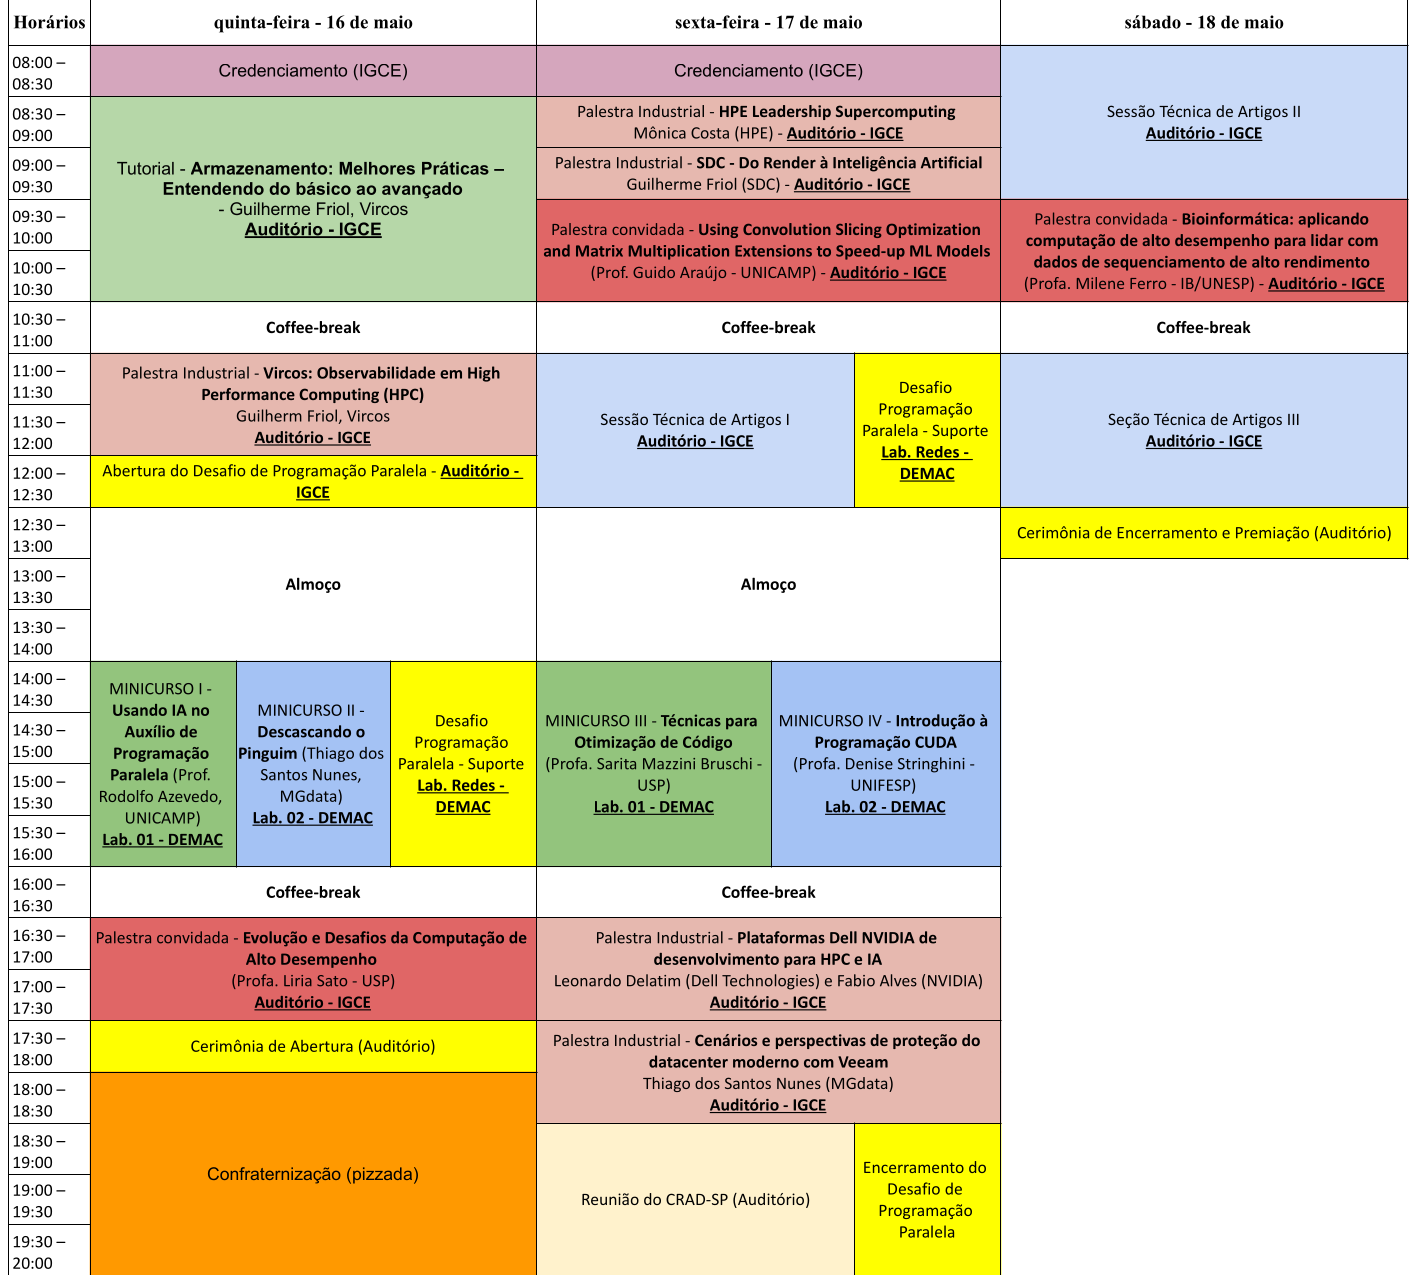 Horários
quinta-feira - 16 de maio
sexta-feira - 17 de maio
sábado - 18 de maio
08:00 –
08:30
Credenciamento (IGCE)
Credenciamento (IGCE)
Sessão Técnica de Artigos II
Auditório - IGCE
08:30 –
09:00
Tutorial - Armazenamento: Melhores Práticas –
Entendendo do básico ao avançado
- Guilherme Friol, Vircos
Auditório - IGCE
Palestra Industrial - HPE Leadership Supercomputing
Mônica Costa (HPE) - Auditório - IGCE
09:00 –
09:30
Palestra Industrial - SDC - Do Render à Inteligência Artificial
Guilherme Friol (SDC) - Auditório - IGCE
09:30 –
10:00
Palestra convidada - Using Convolution Slicing Optimization
and Matrix Multiplication Extensions to Speed-up ML Models
(Prof. Guido Araújo - UNICAMP) - Auditório - IGCE
Palestra convidada - Bioinformática: aplicando
computação de alto desempenho para lidar com
dados de sequenciamento de alto rendimento
(Profa. Milene Ferro - IB/UNESP) - Auditório - IGCE
10:00 –
10:30
10:30 –
11:00
Coffee-break
Coffee-break
Coffee-break
11:00 –
11:30
Palestra Industrial - Vircos: Observabilidade em High
Performance Computing (HPC)
Guilherm Friol, Vircos
Auditório - IGCE
Sessão Técnica de Artigos I
Auditório - IGCE
Desafio
Programação
Paralela - Suporte
Lab. Redes -
DEMAC
Seção Técnica de Artigos III
Auditório - IGCE
11:30 –
12:00
12:00 –
12:30
Abertura do Desafio de Programação Paralela - Auditório -
IGCE
12:30 –
13:00
Almoço
Almoço
Cerimônia de Encerramento e Premiação (Auditório)
13:00 –
13:30
13:30 –
14:00
14:00 –
14:30
MINICURSO I -
Usando IA no
Auxílio de
Programação
Paralela (Prof.
Rodolfo Azevedo,
UNICAMP)
Lab. 01 - DEMAC
MINICURSO II -
Descascando o
Pinguim (Thiago dos
Santos Nunes,
MGdata)
Lab. 02 - DEMAC
Desafio
Programação
Paralela - Suporte
Lab. Redes -
DEMAC
MINICURSO III - Técnicas para
Otimização de Código
(Profa. Sarita Mazzini Bruschi -
USP)
Lab. 01 - DEMAC
MINICURSO IV - Introdução à
Programação CUDA
(Profa. Denise Stringhini -
UNIFESP)
Lab. 02 - DEMAC
14:30 –
15:00
15:00 –
15:30
15:30 –
16:00
16:00 –
16:30
Coffee-break
Coffee-break
16:30 –
17:00
Palestra convidada - Evolução e Desafios da Computação de
Alto Desempenho
(Profa. Liria Sato - USP)
Auditório - IGCE
Palestra Industrial - Plataformas Dell NVIDIA de
desenvolvimento para HPC e IA
Leonardo Delatim (Dell Technologies) e Fabio Alves (NVIDIA)
Auditório - IGCE
17:00 –
17:30
17:30 –
18:00
Cerimônia de Abertura (Auditório)
Palestra Industrial - Cenários e perspectivas de proteção do
datacenter moderno com Veeam
Thiago dos Santos Nunes (MGdata)
Auditório - IGCE
18:00 –
18:30
Confraternização (pizzada)
18:30 –
19:00
Reunião do CRAD-SP (Auditório)
Encerramento do
Desafio de
Programação
Paralela
19:00 –
19:30
19:30 –
20:00